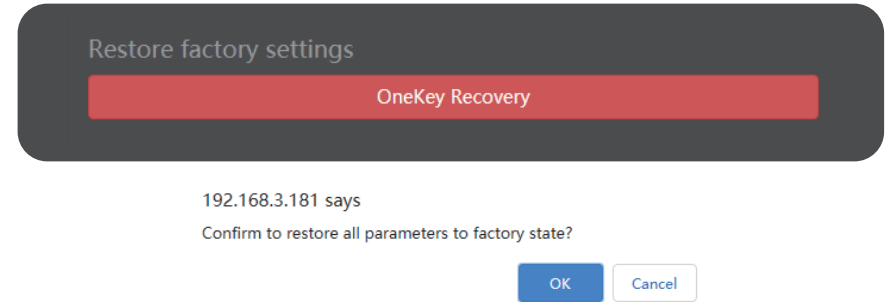 Restore factory settings
OneKey Recovery
192.168.3.181 says
Confirm to restore all parameters to factory state?
OK Cancel